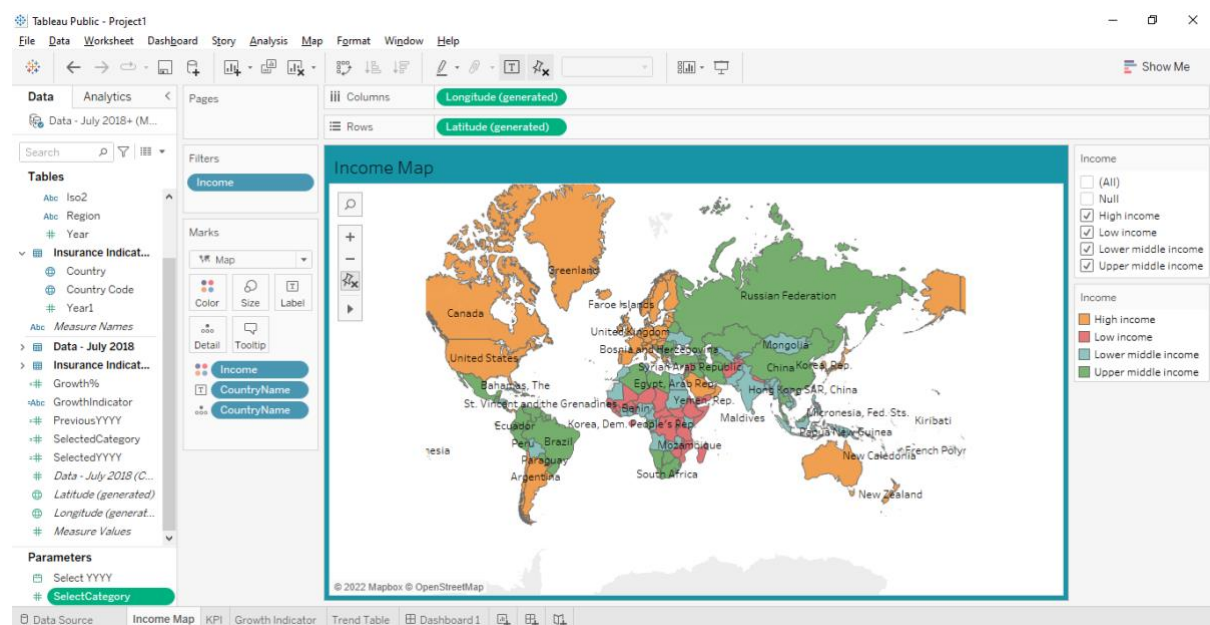 Tableau Public - Project1
File Data Worksheet Dashboard Story Analysis Map Format Window Help
Show Me
Data Analytics
Data - July 2018+ (M...
Search
Tables
Abc Iso2
Abc Region
# Year
Insurance Indicat...
Country
Country Code
# Year1
Abc Measure Names
Data - July 2018
Insurance Indicat...
=# Growth%
=Abc GrowthIndicator
=# PreviousYYYY
=# SelectedCategory
=# SelectedYYYY
# Data - July 2018 (C...
Latitude (generated)
Longitude (generat...
# Measure Values
Parameters
Select YYYY
# SelectCategory
Pages
Filters
Income
Marks
Map
Color Size Label
Detail Tooltip
Income
CountryName
CountryName
Columns Longitude (generated)
Rows Latitude (generated)
Income Map
Greenland
Canada
Faroe Islands
Russian Federation
United Kingdom
United States
Bosnia and Herzegovina
Mongolia
Syrian Arab Republic
China
Korea, Rep.
Bahamas, The
Egypt, Arab Rep.
Hong Kong SAR, China
St. Vincent and the Grenadines
Benin
Yemen, Rep.
Maldives
Micronesia, Fed. Sts.
Kiribati
Ecuador
Korea, Dem. People's Rep.
Papua New Guinea
Peru
Brazil
Mozambique
nesia
Paraguay
New Caledonia
French Polyr
Argentina
South Africa
New Zealand
© 2022 Mapbox © OpenStreetMap
Income
(All)
Null
High income
Low income
Lower middle income
Upper middle income
Income
High income
Low income
Lower middle income
Upper middle income
Data Source Income Map KPI Growth Indicator Trend Table Dashboard 1